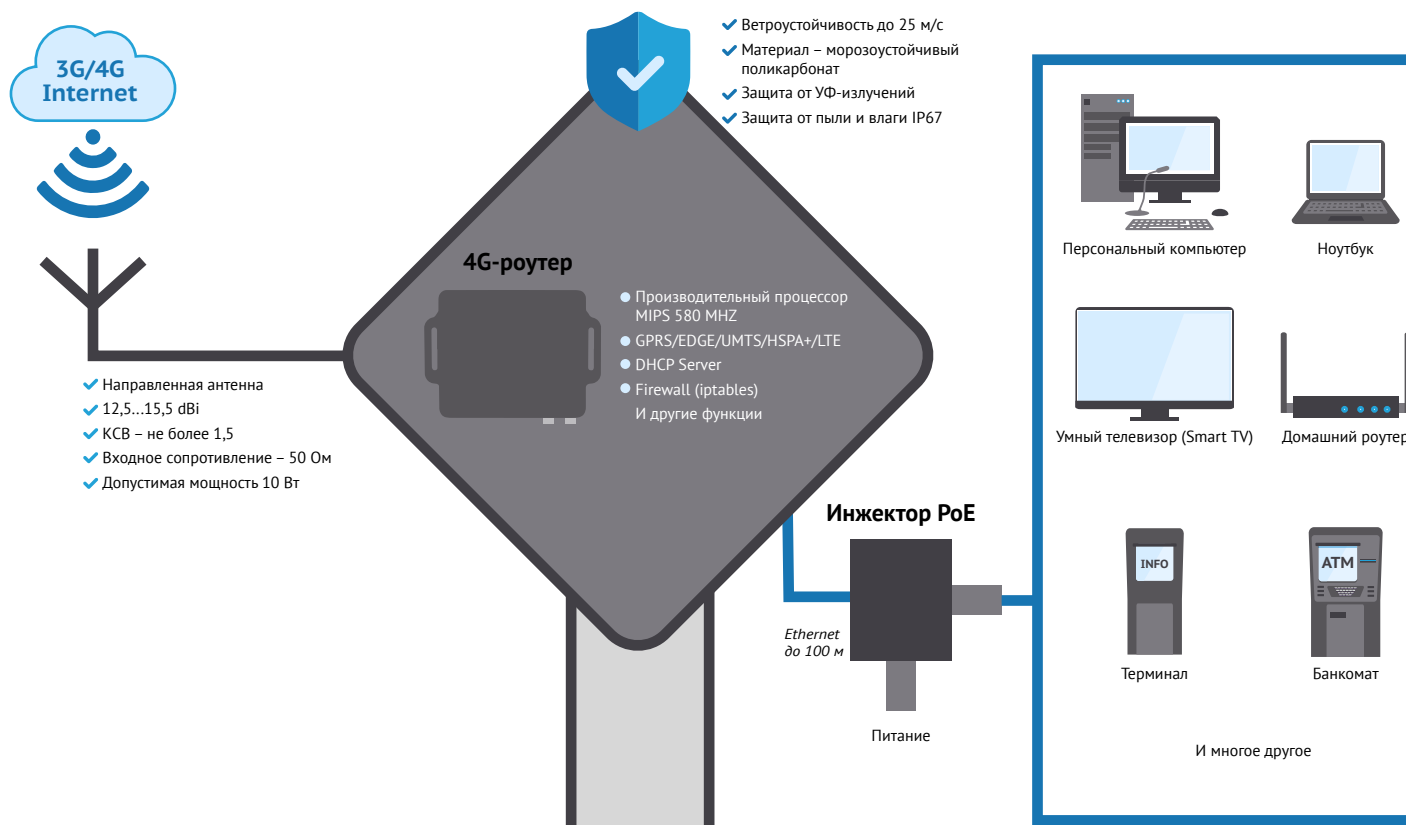 3G/4G
Internet
Ветроустойчивость до 25 м/с
Материал – морозоустойчивый
поликарбонат
Защита от УФ-излучений
Защита от пыли и влаги IP67
4G-роутер
Производительный процессор
MIPS 580 MHZ
GPRS/EDGE/UMTS/HSPA+/LTE
DHCP Server
Firewall (iptables)
И другие функции
Направленная антенна
12,5...15,5 dBi
КСВ – не более 1,5
Входное сопротивление – 50 Ом
Допустимая мощность 10 Вт
Инжектор PoE
Ethernet
до 100 м
Питание
Персональный компьютер
Ноутбук
Умный телевизор (Smart TV)
Домашний роутер
INFO
ATM
Терминал
Банкомат
И многое другое